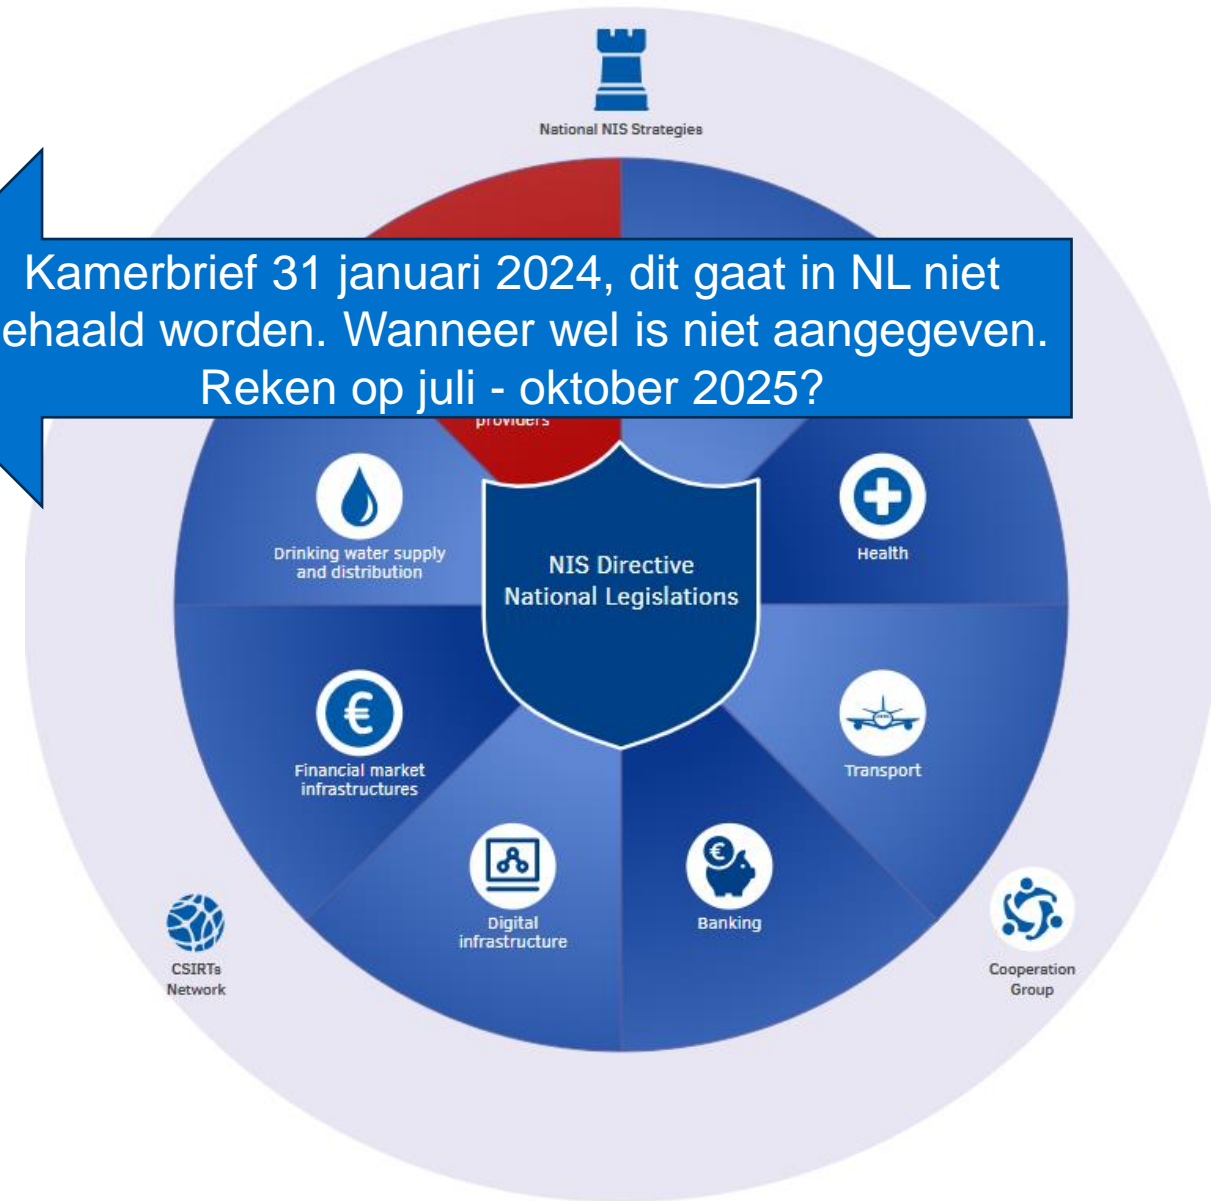 National NIS Strategies
Kamerbrief 31 januari 2024, dit gaat in NL niet
ehaald worden. Wanneer wel is niet aangegeven.
Reken op juli - oktober 2025?
providers
Drinking water supply
and distribution
NIS Directive
National Legislations
Health
Financial market
infrastructures
Transport
Digital
infrastructure
Banking
CSIRTs
Network
Cooperation
Group